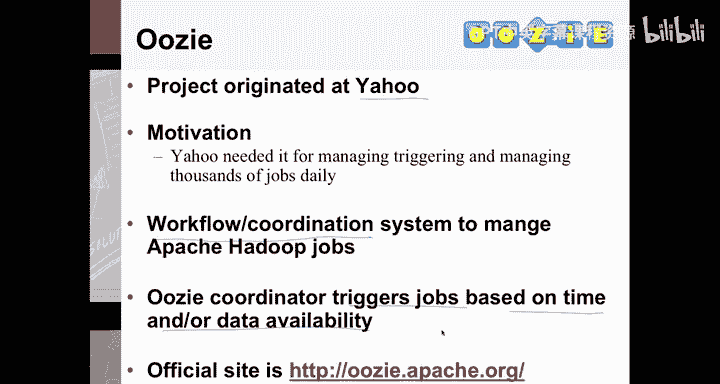 Oozie
OOZIE
bilibili
• Project originated at Yahoo
• Motivation
– Yahoo needed it for managing triggering and managing
thousands of jobs daily
• Workflow/coordination system to mange
Apache Hadoop jobs
• Oozie coordinator triggers jobs based on time
and/or data availability
• Official site is http://oozie.apache.org/